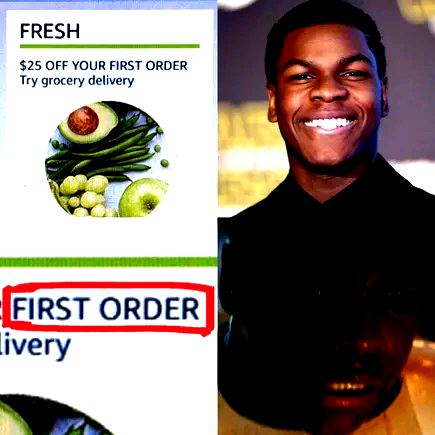 FRESH
$25 OFF YOUR FIRST ORDER
Try grocery delivery
FIRST ORDER
livery